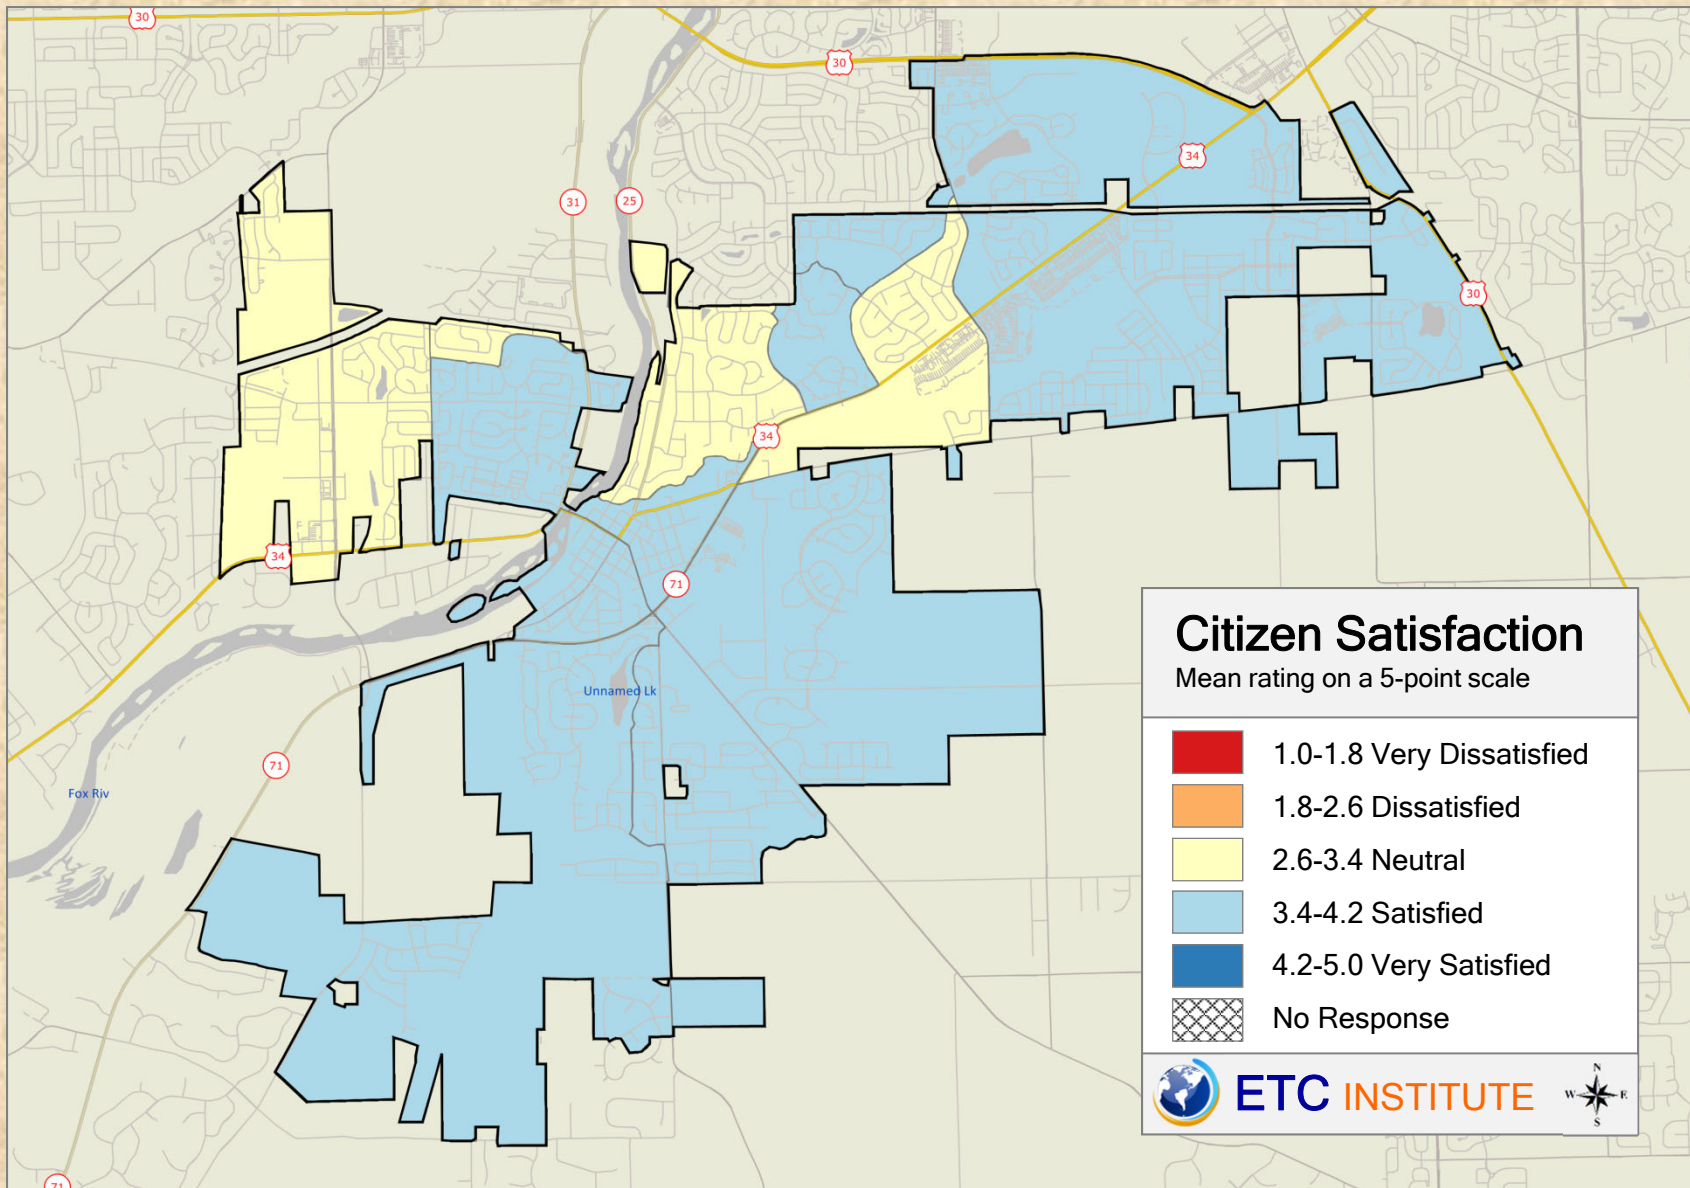 30
30
34
31
25
30
34
34
71
Unnamed Lk
71
Fox Riv
71
Citizen Satisfaction
Mean rating on a 5-point scale
1.0-1.8 Very Dissatisfied
1.8-2.6 Dissatisfied
2.6-3.4 Neutral
3.4-4.2 Satisfied
4.2-5.0 Very Satisfied
No Response
ETC INSTITUTE
N
W E
S